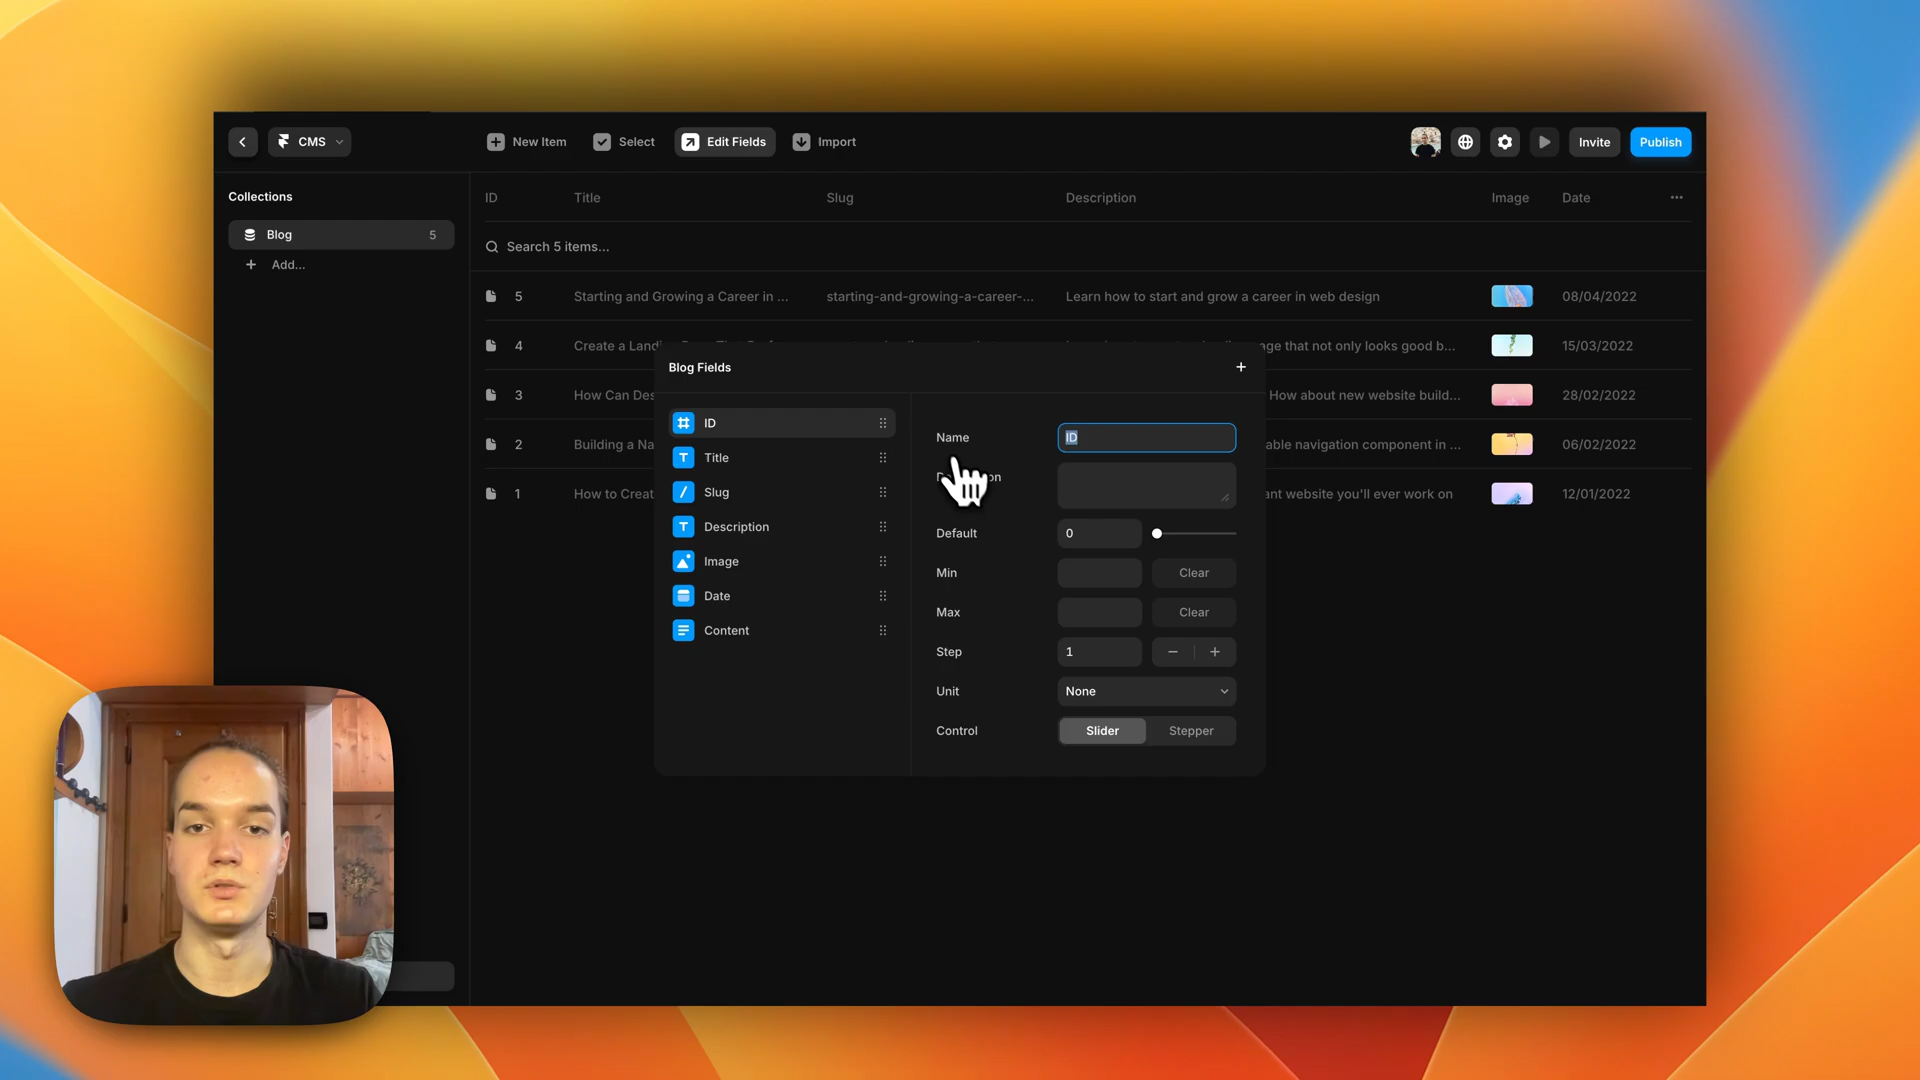 CMS
New Item
Select
Edit Fields
Import
Invite
Publish
Collections
Blog
5
Add...
ID
Title
Slug
Description
Image
Date
Search 5 items...
5 Starting and Growing a Career in ... starting-and-growing-a-career-... Learn how to start and grow a career in web design 08/04/2022
4 Create a Landi age that not only looks good b... 15/03/2022
3 How Can Des How about new website build... 28/02/2022
2 Building a Na able navigation component in ... 06/02/2022
1 How to Creat ant website you'll ever work on 12/01/2022
Blog Fields
ID
Title
Slug
Description
Image
Date
Content
Name ID
Default 0
Min Clear
Max Clear
Step 1
Unit None
Control Slider Stepper